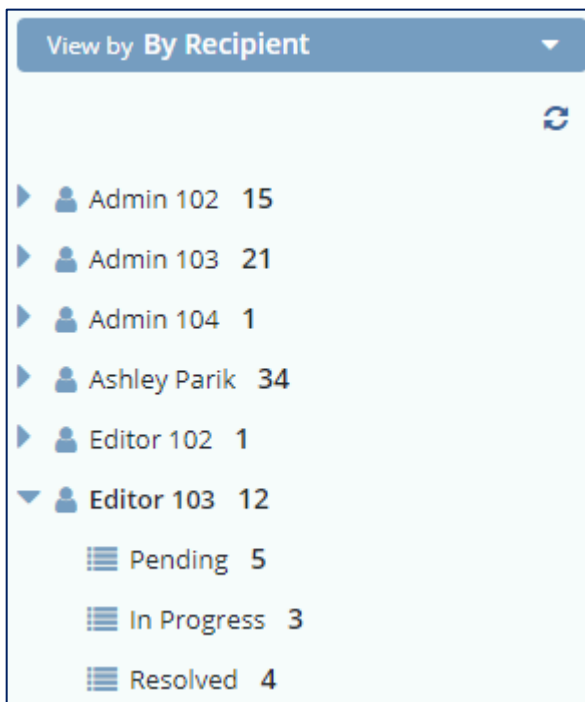 View by By Recipient
Admin 102 15
Admin 103 21
Admin 104 1
Ashley Parik 34
Editor 102 1
Editor 103 12
Pending 5
In Progress 3
Resolved 4